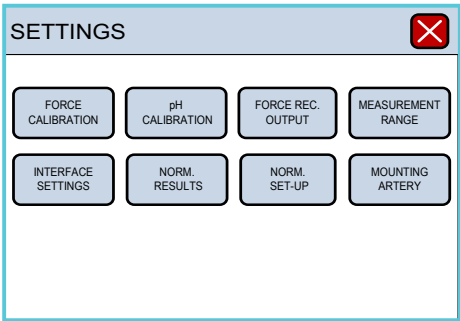 SETTINGS
FORCE
CALIBRATION
pH
CALIBRATION
FORCE REC.
OUTPUT
MEASUREMENT
RANGE
INTERFACE
SETTINGS
NORM.
RESULTS
NORM.
SET-UP
MOUNTING
ARTERY